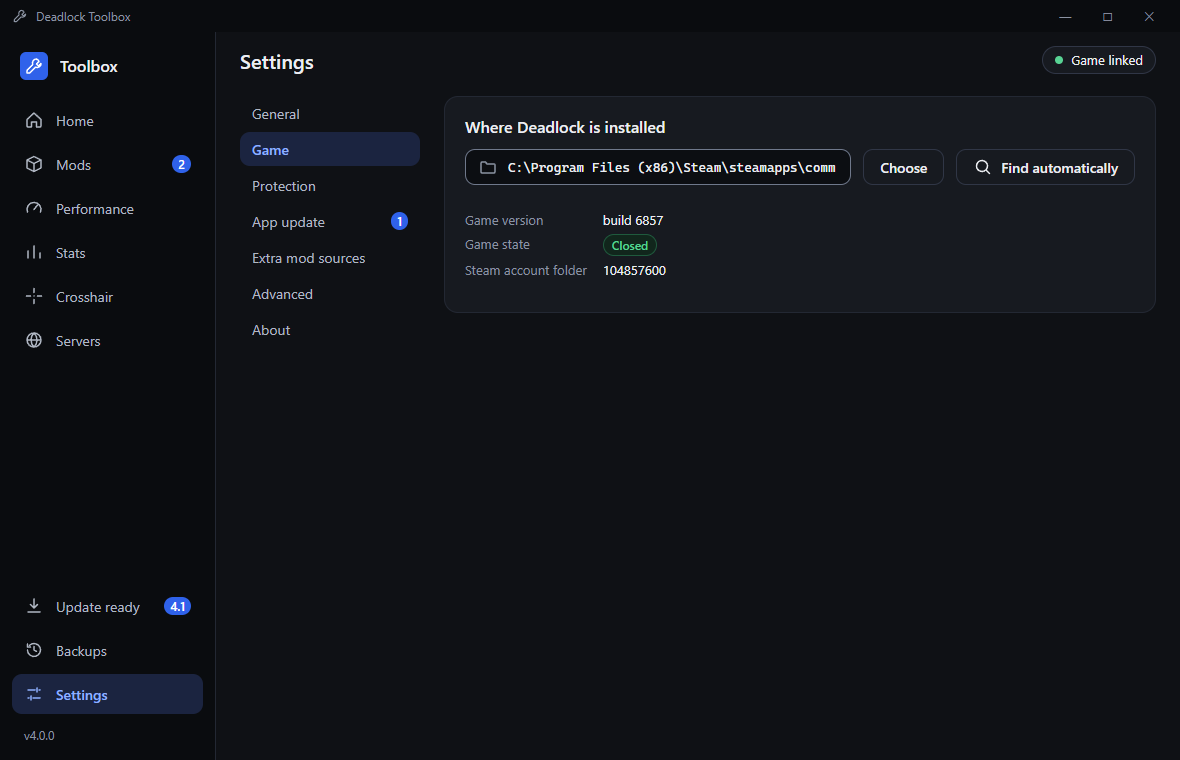 Deadlock Toolbox
Toolbox
Home
Mods 2
Performance
Stats
Crosshair
Servers
Update ready 4.1
Backups
Settings
v4.0.0
Settings
Game linked
General
Game
Protection
App update 1
Extra mod sources
Advanced
About
Where Deadlock is installed
C:\Program Files (x86)\Steam\steamapps\comm
Choose
Find automatically
Game version build 6857
Game state Closed
Steam account folder 104857600